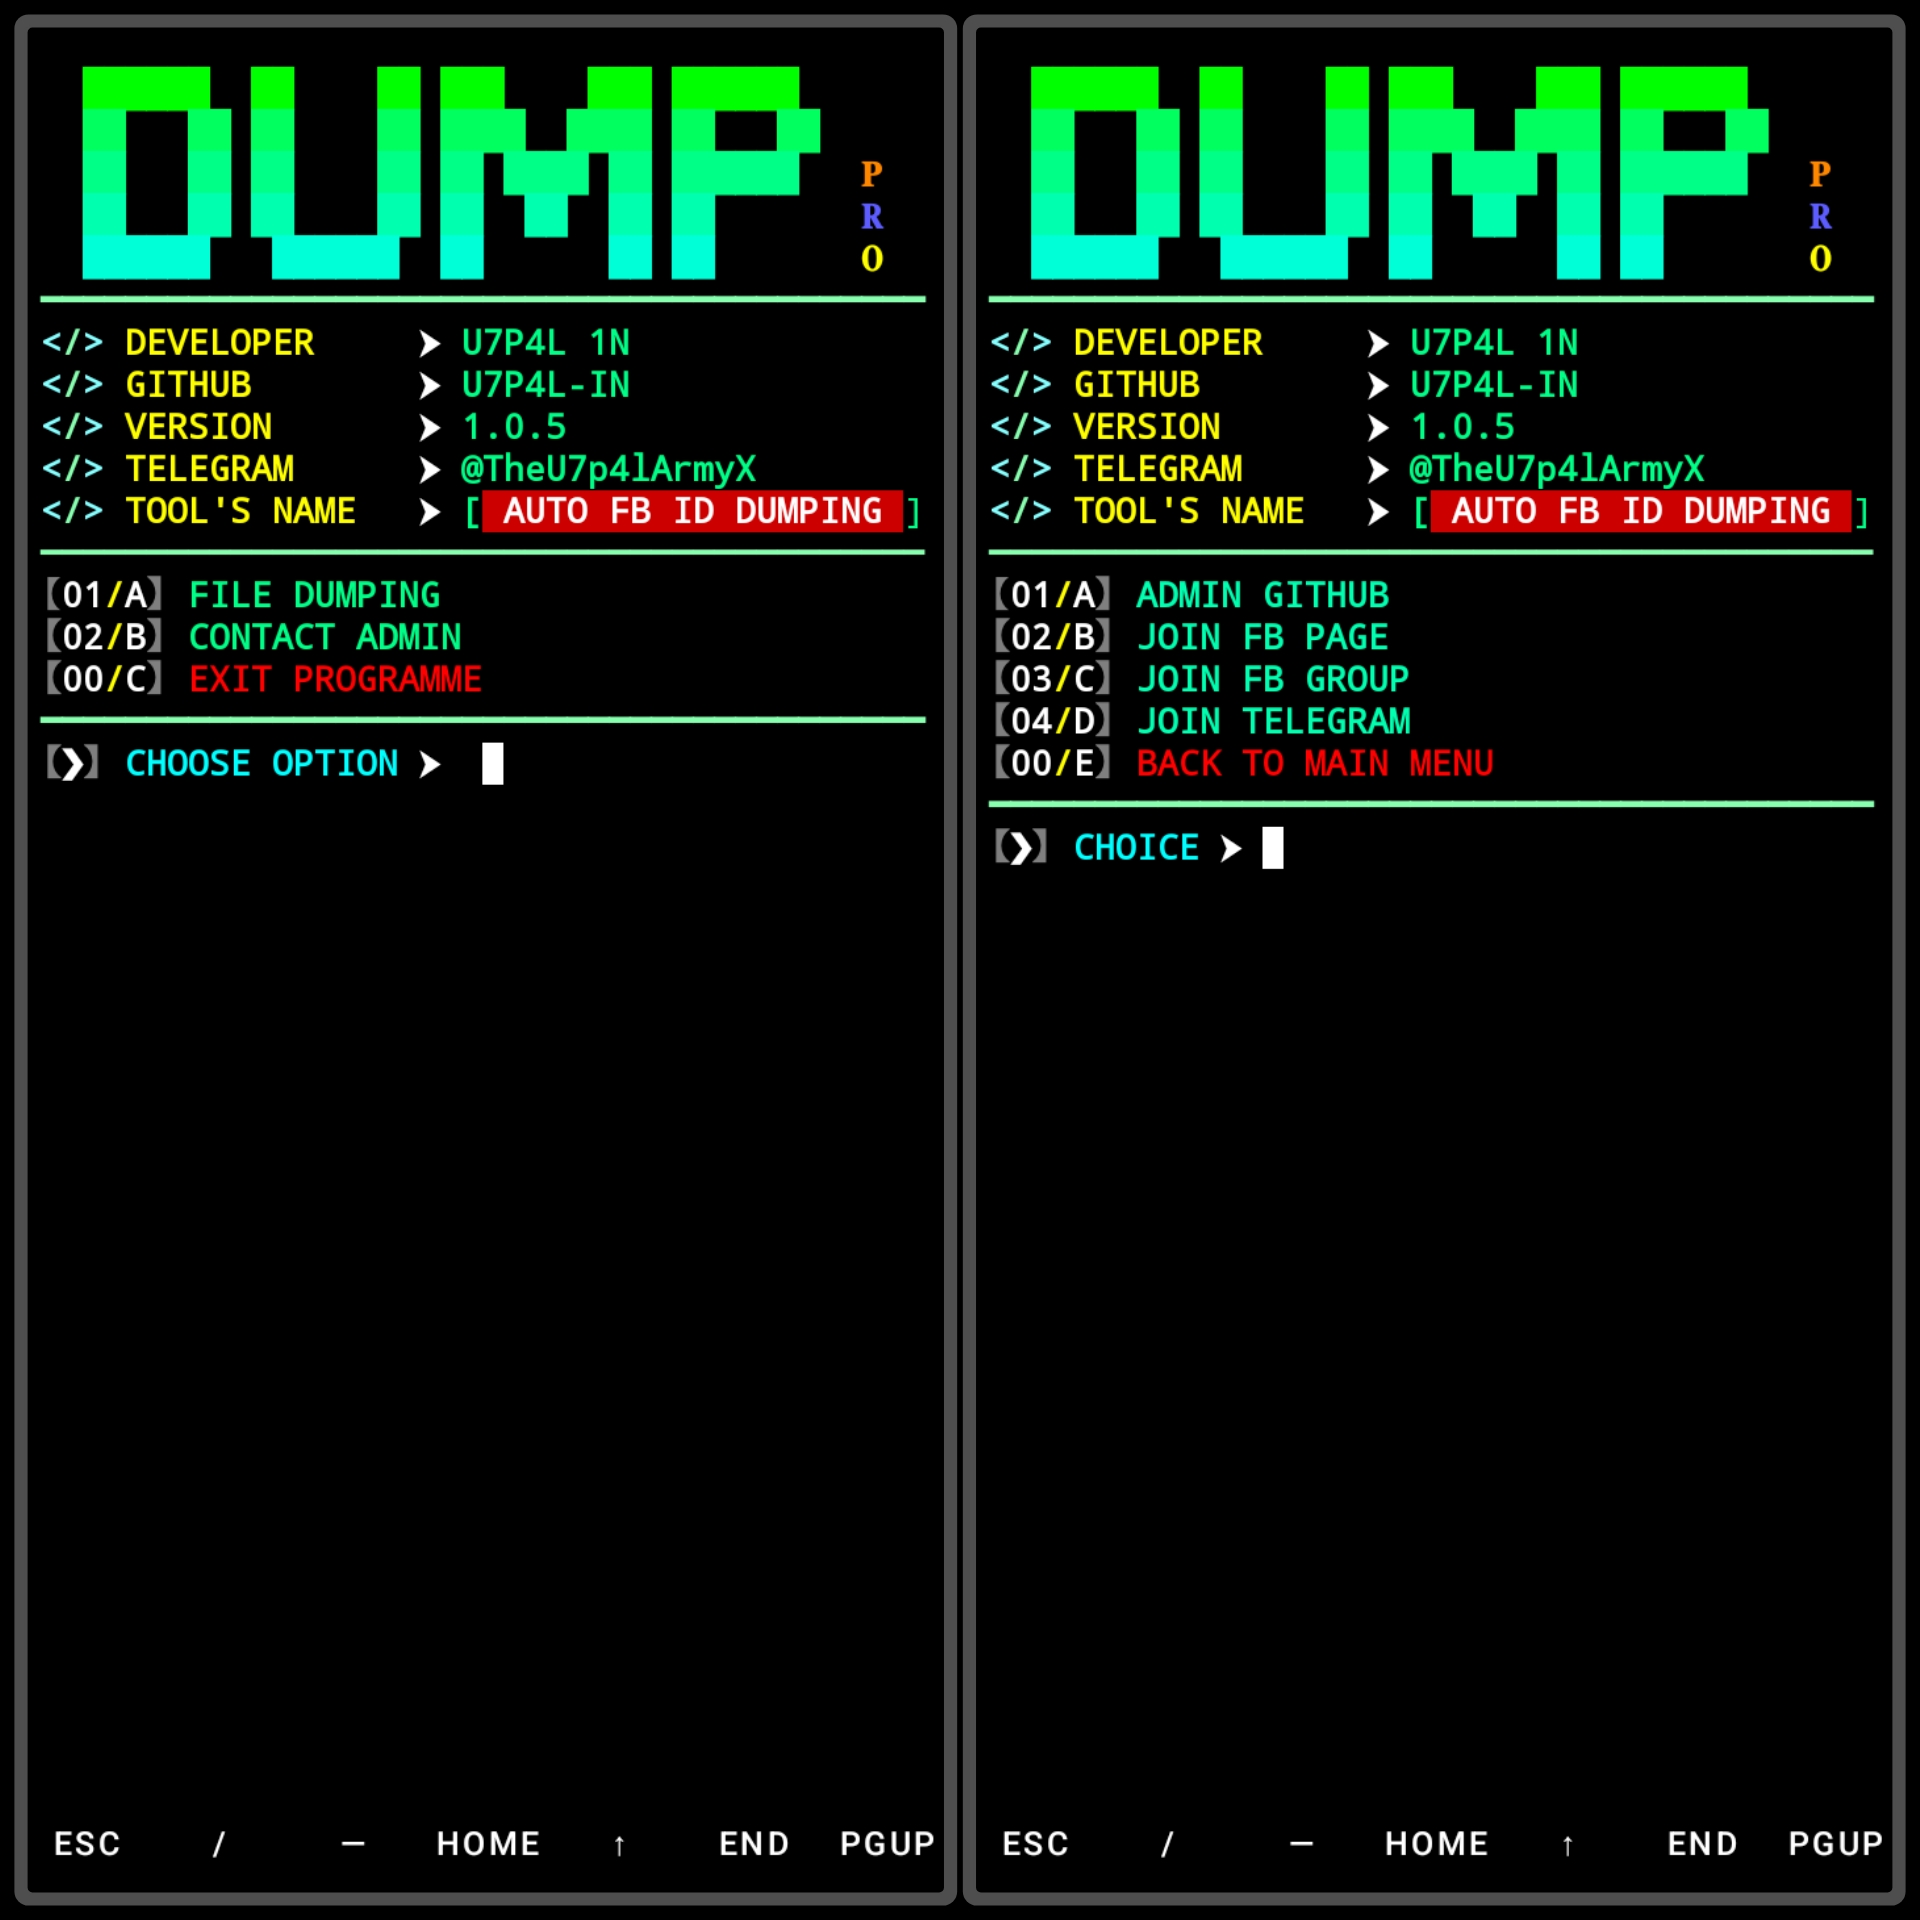 DUMP
P
R
O
</> DEVELOPER ➤ U7P4L 1N
</> GITHUB ➤ U7P4L-IN
</> VERSION ➤ 1.0.5
</> TELEGRAM ➤ @TheU7p4lArmyX
</> TOOL'S NAME ➤ [ AUTO FB ID DUMPING ]
【01/A】 FILE DUMPING
【02/B】 CONTACT ADMIN
【00/C】 EXIT PROGRAMME
【❯】 CHOOSE OPTION ➤
ESC / — HOME ↑ END PGUP
DUMP
P
R
O
</> DEVELOPER ➤ U7P4L 1N
</> GITHUB ➤ U7P4L-IN
</> VERSION ➤ 1.0.5
</> TELEGRAM ➤ @TheU7p4lArmyX
</> TOOL'S NAME ➤ [ AUTO FB ID DUMPING ]
【01/A】 ADMIN GITHUB
【02/B】 JOIN FB PAGE
【03/C】 JOIN FB GROUP
【04/D】 JOIN TELEGRAM
【00/E】 BACK TO MAIN MENU
【❯】 CHOICE ➤
ESC / — HOME ↑ END PGUP